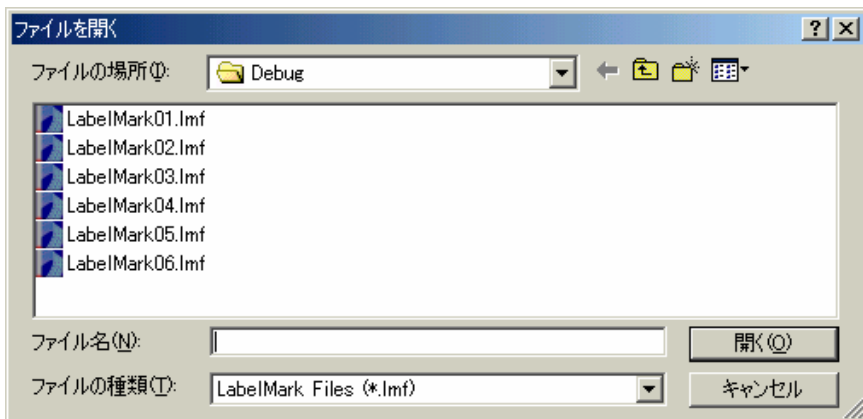 ファイルを開く
ファイルの場所(I): Debug
LabelMark01.lmf
LabelMark02.lmf
LabelMark03.lmf
LabelMark04.lmf
LabelMark05.lmf
LabelMark06.lmf
ファイル名(N): 開く(O)
ファイルの種類(T): LabelMark Files (*.lmf) キャンセル